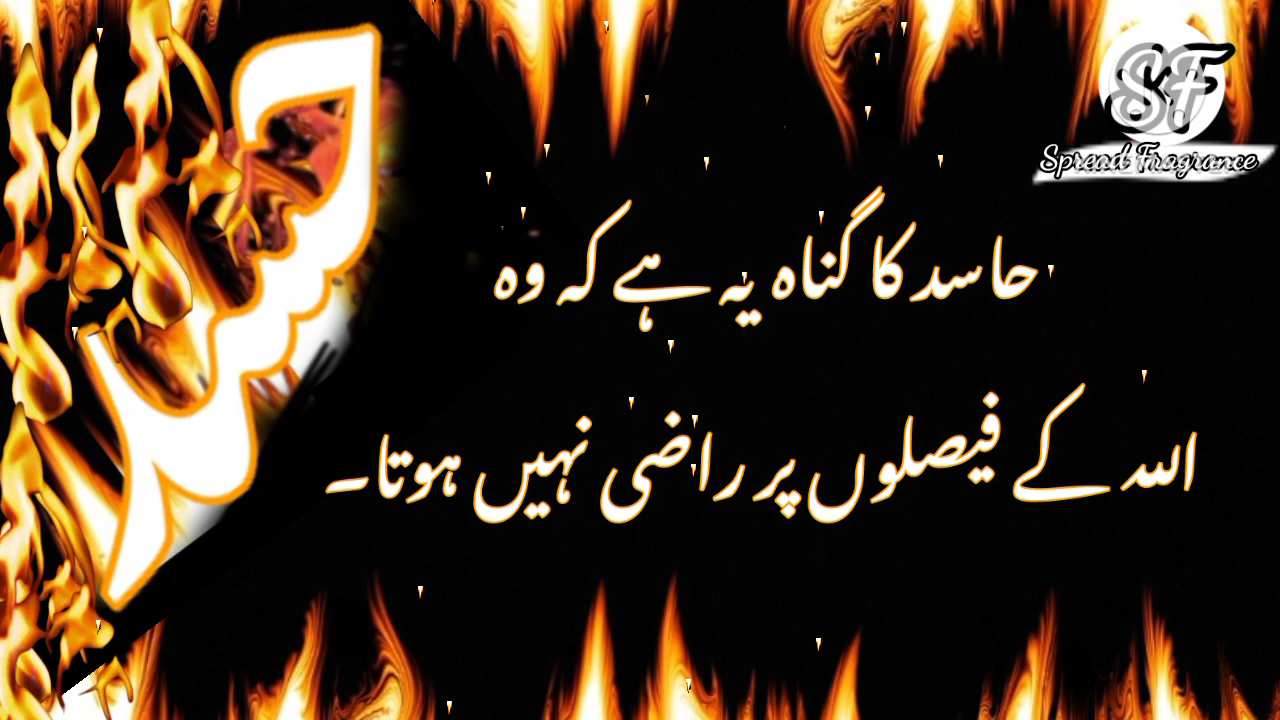 حسد
SF
Spread Fragrance
حاسد کا گناہ یہ ہے کہ وہ
اللہ کے فیصلوں پر راضی نہیں ہوتا۔